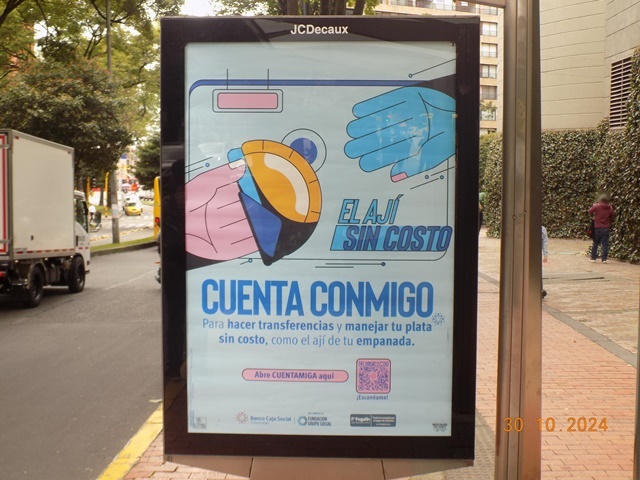 JCDecaux
EL AJÍ
SIN COSTO
CUENTA CONMIGO
Para hacer transferencias y manejar tu plata
sin costo, como el ají de tu empanada.
Abre CUENTAMIGA aquí
¡Escanéame!
Banco Caja Social
FUNDACIÓN
GRUPO SOCIAL
30.10.2024